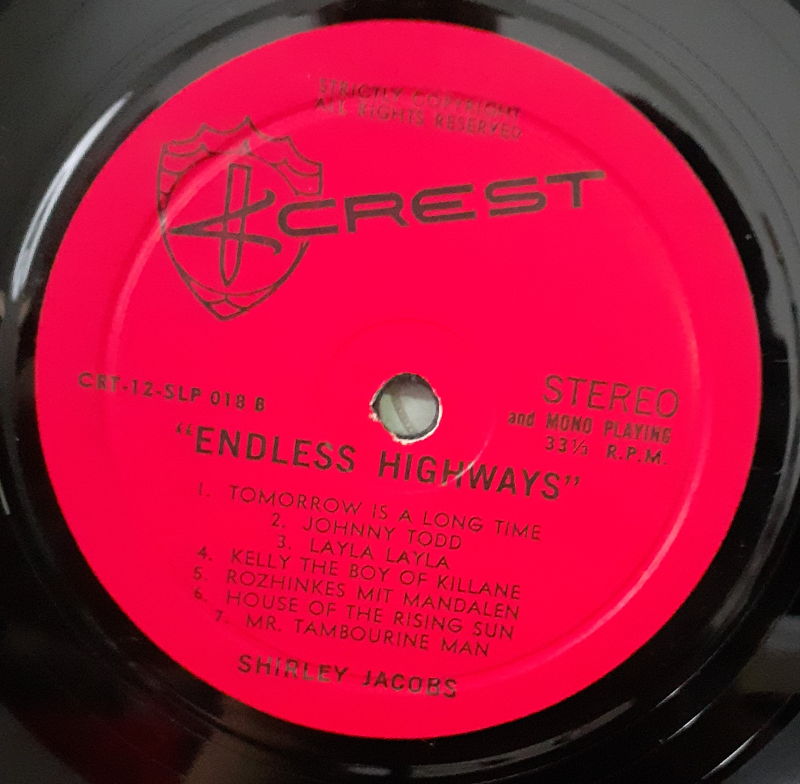 STRICTLY COPYRIGHT
ALL RIGHTS RESERVED
CREST
CRT-12-SLP 018 B
STEREO
and MONO PLAYING
33⅓ R.P.M.
"ENDLESS HIGHWAYS"
1. TOMORROW IS A LONG TIME
2. JOHNNY TODD
3. LAYLA LAYLA
4. KELLY THE BOY OF KILLANE
5. ROZHINKES MIT MANDALEN
6. HOUSE OF THE RISING SUN
7. MR. TAMBOURINE MAN
SHIRLEY JACOBS